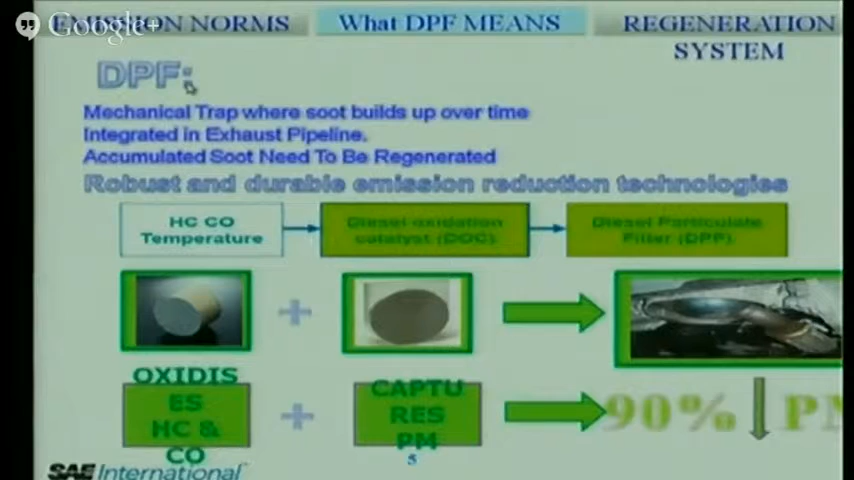 Google+
EMISSION NORMS
What DPF MEANS
REGENERATION
SYSTEM
DPF:
Mechanical Trap where soot builds up over time
Integrated in Exhaust Pipeline.
Accumulated Soot Need To Be Regenerated
Robust and durable emission reduction technologies
HC CO
Temperature
Diesel oxidation
catalyst (DOC)
Diesel Particulate
Filter (DPF)
+
OXIDIS
ES
HC &
CO
+
CAPTU
RES
PM
90%
5
SAE International